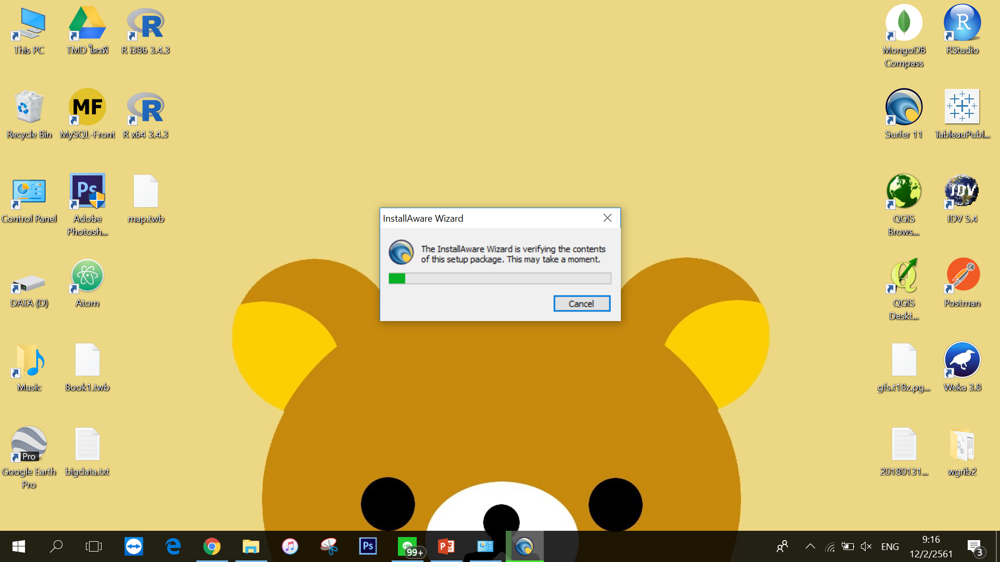 This PC
TMD ไดรฟ์
R i386 3.4.3
MongoDB
Compass
R
RStudio
MF
Recycle Bin
MySQL-Front
R x64 3.4.3
Surfer 11
TableauPubl...
Ps
IDV
Control Panel
Adobe
Photosh...
map.twb
QGIS
Brows...
IDV 5.4
InstallAware Wizard
The InstallAware Wizard is verifying the contents
of this setup package. This may take a moment.
Cancel
DATA (D)
Atom
QGIS
Deskt...
Postman
Music
Book1.twb
gfs.t18z.pg...
Weka 3.8
Pro
Google Earth
Pro
bigdata.txt
20180131...
wgrib2
Ps
99+
ENG
9:16
12/2/2561
3